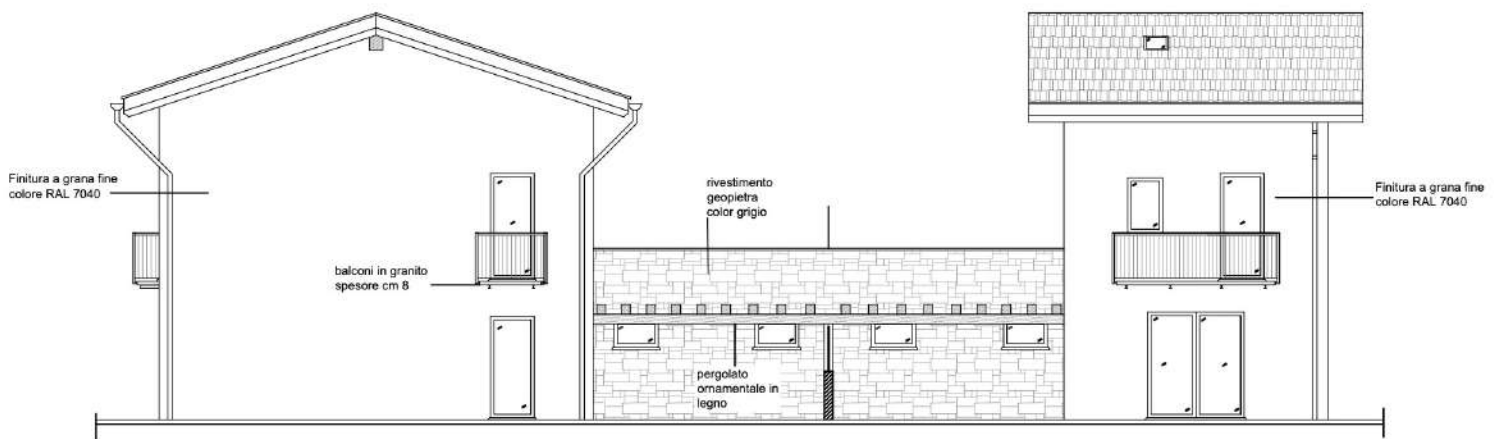 Finitura a grana fine
colore RAL 7040
balconi in granito
spesore cm 8
rivestimento
geopietra
color grigio
pergolato
ornamentale in
legno
Finitura a grana fine
colore RAL 7040